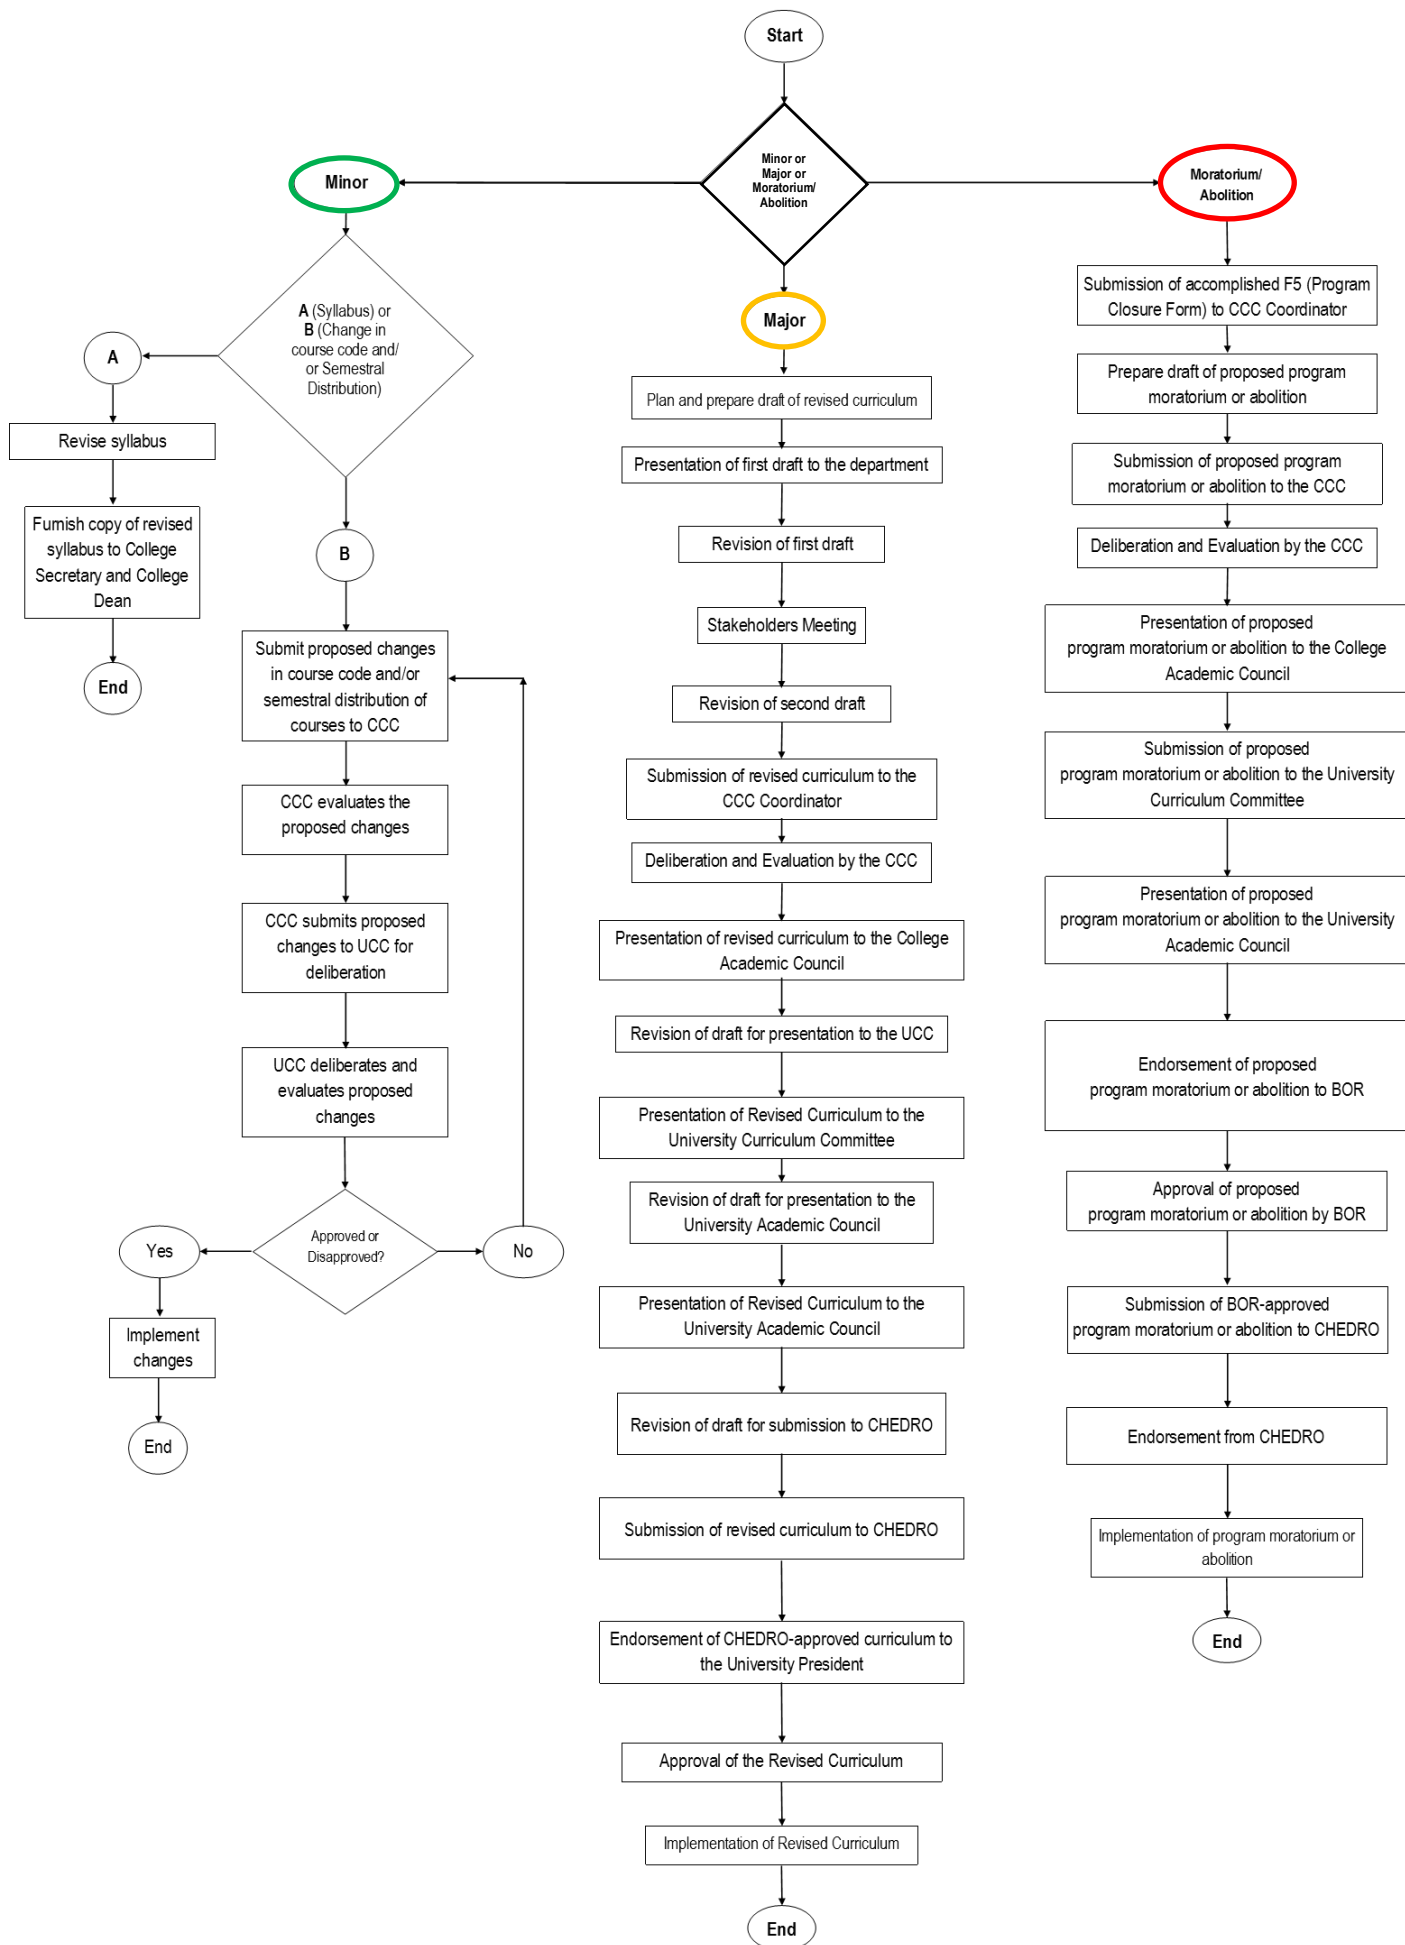 Start
Minor or
Major or
Moratorium/
Abolition
Minor
A (Syllabus) or
B (Change in
course code and/
or Semestral
Distribution)
A
Revise syllabus
Furnish copy of revised
syllabus to College
Secretary and College
Dean
End
B
Submit proposed changes
in course code and/or
semestral distribution of
courses to CCC
CCC evaluates the
proposed changes
CCC submits proposed
changes to UCC for
deliberation
UCC deliberates and
evaluates proposed
changes
Approved or
Disapproved?
Yes
No
Implement
changes
End
Major
Plan and prepare draft of revised curriculum
Presentation of first draft to the department
Revision of first draft
Stakeholders Meeting
Revision of second draft
Submission of revised curriculum to the
CCC Coordinator
Deliberation and Evaluation by the CCC
Presentation of revised curriculum to the College
Academic Council
Revision of draft for presentation to the UCC
Presentation of Revised Curriculum to the
University Curriculum Committee
Revision of draft for presentation to the
University Academic Council
Presentation of Revised Curriculum to the
University Academic Council
Revision of draft for submission to CHEDRO
Submission of revised curriculum to CHEDRO
Endorsement of CHEDRO-approved curriculum to
the University President
Approval of the Revised Curriculum
Implementation of Revised Curriculum
End
Moratorium/
Abolition
Submission of accomplished F5 (Program
Closure Form) to CCC Coordinator
Prepare draft of proposed program
moratorium or abolition
Submission of proposed program
moratorium or abolition to the CCC
Deliberation and Evaluation by the CCC
Presentation of proposed
program moratorium or abolition to the College
Academic Council
Submission of proposed
program moratorium or abolition to the University
Curriculum Committee
Presentation of proposed
program moratorium or abolition to the University
Academic Council
Endorsement of proposed
program moratorium or abolition to BOR
Approval of proposed
program moratorium or abolition by BOR
Submission of BOR-approved
program moratorium or abolition to CHEDRO
Endorsement from CHEDRO
Implementation of program moratorium or
abolition
End